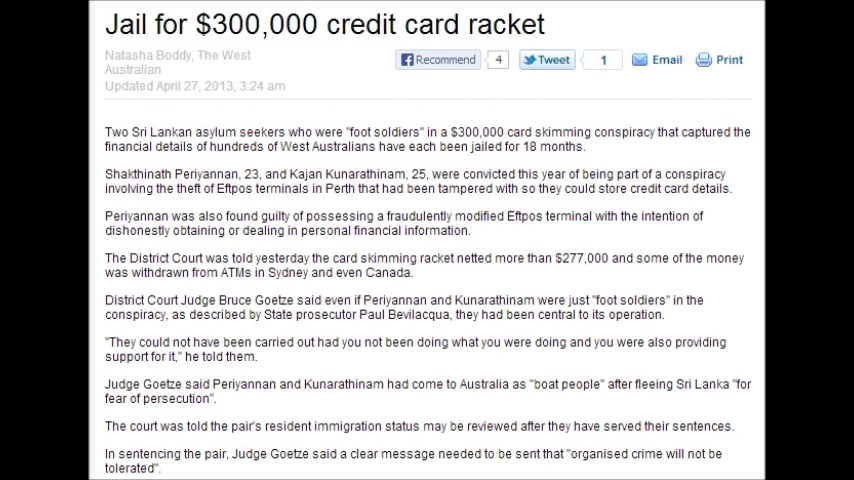 Jail for $300,000 credit card racket
Natasha Boddy, The West
Australian
Updated April 27, 2013, 3:24 am
Recommend 4 Tweet 1 Email Print
Two Sri Lankan asylum seekers who were "foot soldiers" in a $300,000 card skimming conspiracy that captured the
financial details of hundreds of West Australians have each been jailed for 18 months.
Shakthinath Periyannan, 23, and Kajan Kunarathinam, 25, were convicted this year of being part of a conspiracy
involving the theft of Eftpos terminals in Perth that had been tampered with so they could store credit card details.
Periyannan was also found guilty of possessing a fraudulently modified Eftpos terminal with the intention of
dishonestly obtaining or dealing in personal financial information.
The District Court was told yesterday the card skimming racket netted more than $277,000 and some of the money
was withdrawn from ATMs in Sydney and even Canada.
District Court Judge Bruce Goetze said even if Periyannan and Kunarathinam were just "foot soldiers" in the
conspiracy, as described by State prosecutor Paul Bevilacqua, they had been central to its operation.
"They could not have been carried out had you not been doing what you were doing and you were also providing
support for it," he told them.
Judge Goetze said Periyannan and Kunarathinam had come to Australia as "boat people" after fleeing Sri Lanka "for
fear of persecution".
The court was told the pair's resident immigration status may be reviewed after they have served their sentences.
In sentencing the pair, Judge Goetze said a clear message needed to be sent that "organised crime will not be
tolerated".